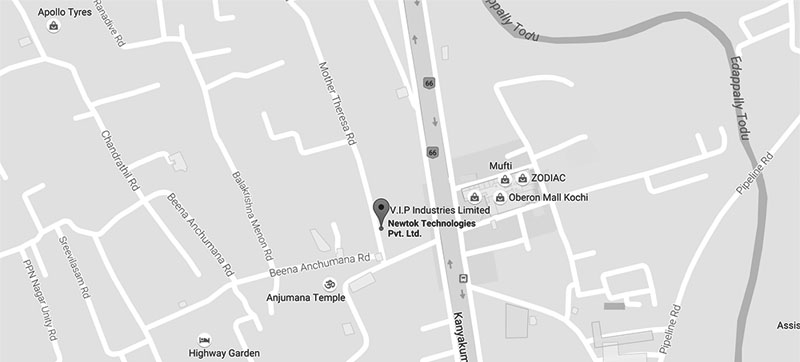 Apollo Tyres
Ranadive Rd
Edappally Todu
Edappally Todu
66
Mother Theresa Rd
66
Chandrathil Rd
Balakrishna Menon Rd
Mufti
ZODIAC
Oberon Mall Kochi
Pipeline Rd
V.I.P Industries Limited
Newtok Technologies
Pvt. Ltd.
Beena Anchumana Rd
Sreevilasam Rd
PPN Nagar Unity Rd
Beena Anchumana Rd
Anjumana Temple
ॐ
Highway Garden
Kanyakum
Pipeline Rd
Assis